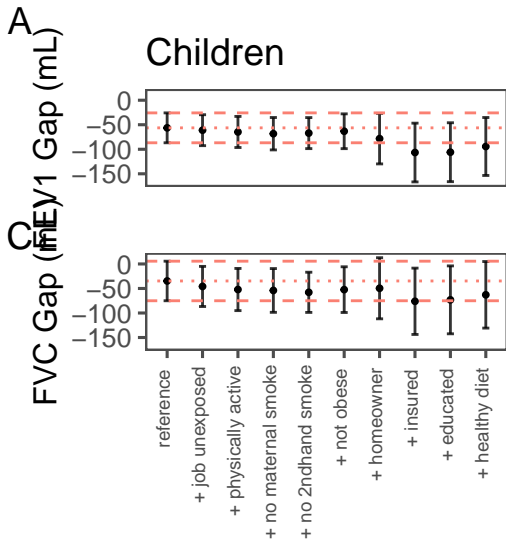 A
Children
FEV1 Gap (mL)
0
−50
−100
−150
C
FVC Gap (mL)
0
−50
−100
−150
reference
+ job unexposed
+ physically active
+ no maternal smoke
+ no 2ndhand smoke
+ not obese
+ homeowner
+ insured
+ educated
+ healthy diet